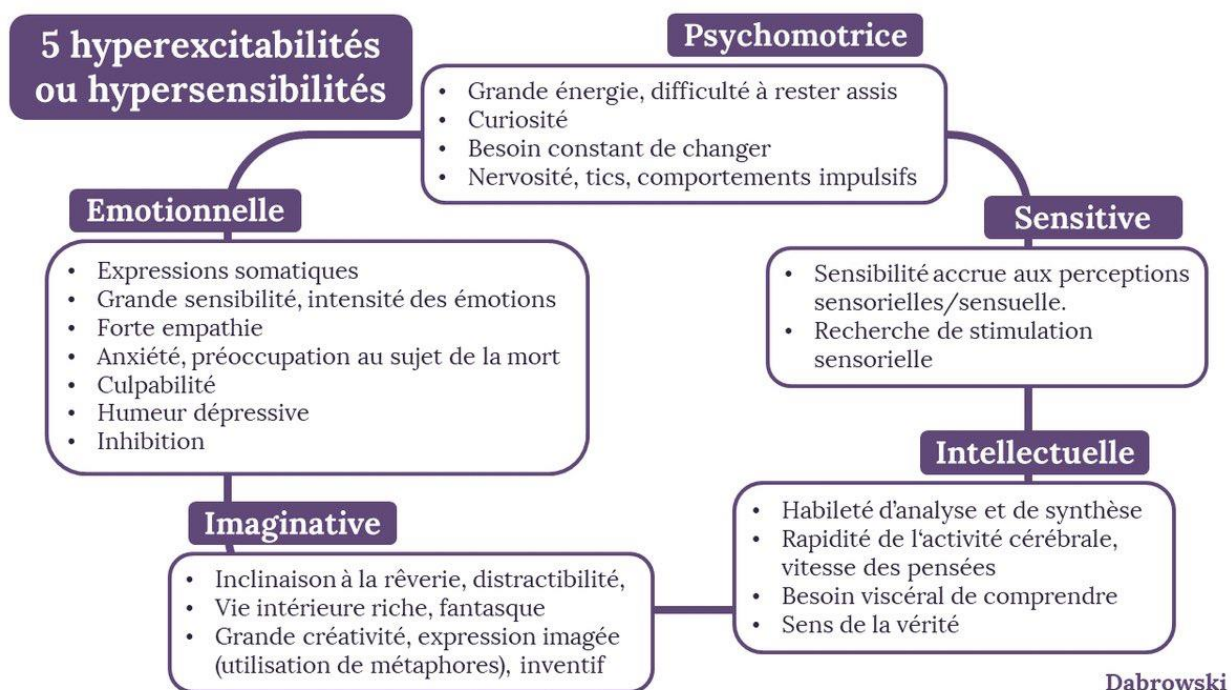 5 hyperexcitabilités
ou hypersensibilités
Psychomotrice
• Grande énergie, difficulté à rester assis
• Curiosité
• Besoin constant de changer
• Nervosité, tics, comportements impulsifs
Emotionnelle
• Expressions somatiques
• Grande sensibilité, intensité des émotions
• Forte empathie
• Anxiété, préoccupation au sujet de la mort
• Culpabilité
• Humeur dépressive
• Inhibition
Sensitive
• Sensibilité accrue aux perceptions
sensorielles/sensuelle.
• Recherche de stimulation
sensorielle
Intellectuelle
• Habileté d'analyse et de synthèse
• Rapidité de l‘activité cérébrale,
vitesse des pensées
• Besoin viscéral de comprendre
• Sens de la vérité
Imaginative
• Inclinaison à la rêverie, distractibilité,
• Vie intérieure riche, fantasque
• Grande créativité, expression imagée
(utilisation de métaphores), inventif
Dabrowski